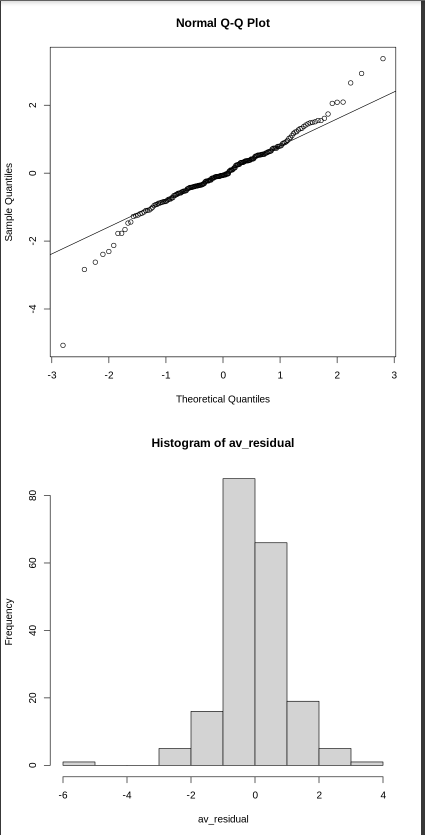 Normal Q-Q Plot
2
0
-2
-4
Sample Quantiles
-3 -2 -1 0 1 2 3
Theoretical Quantiles
Histogram of av_residual
80
60
40
20
0
Frequency
-6 -4 -2 0 2 4
av_residual